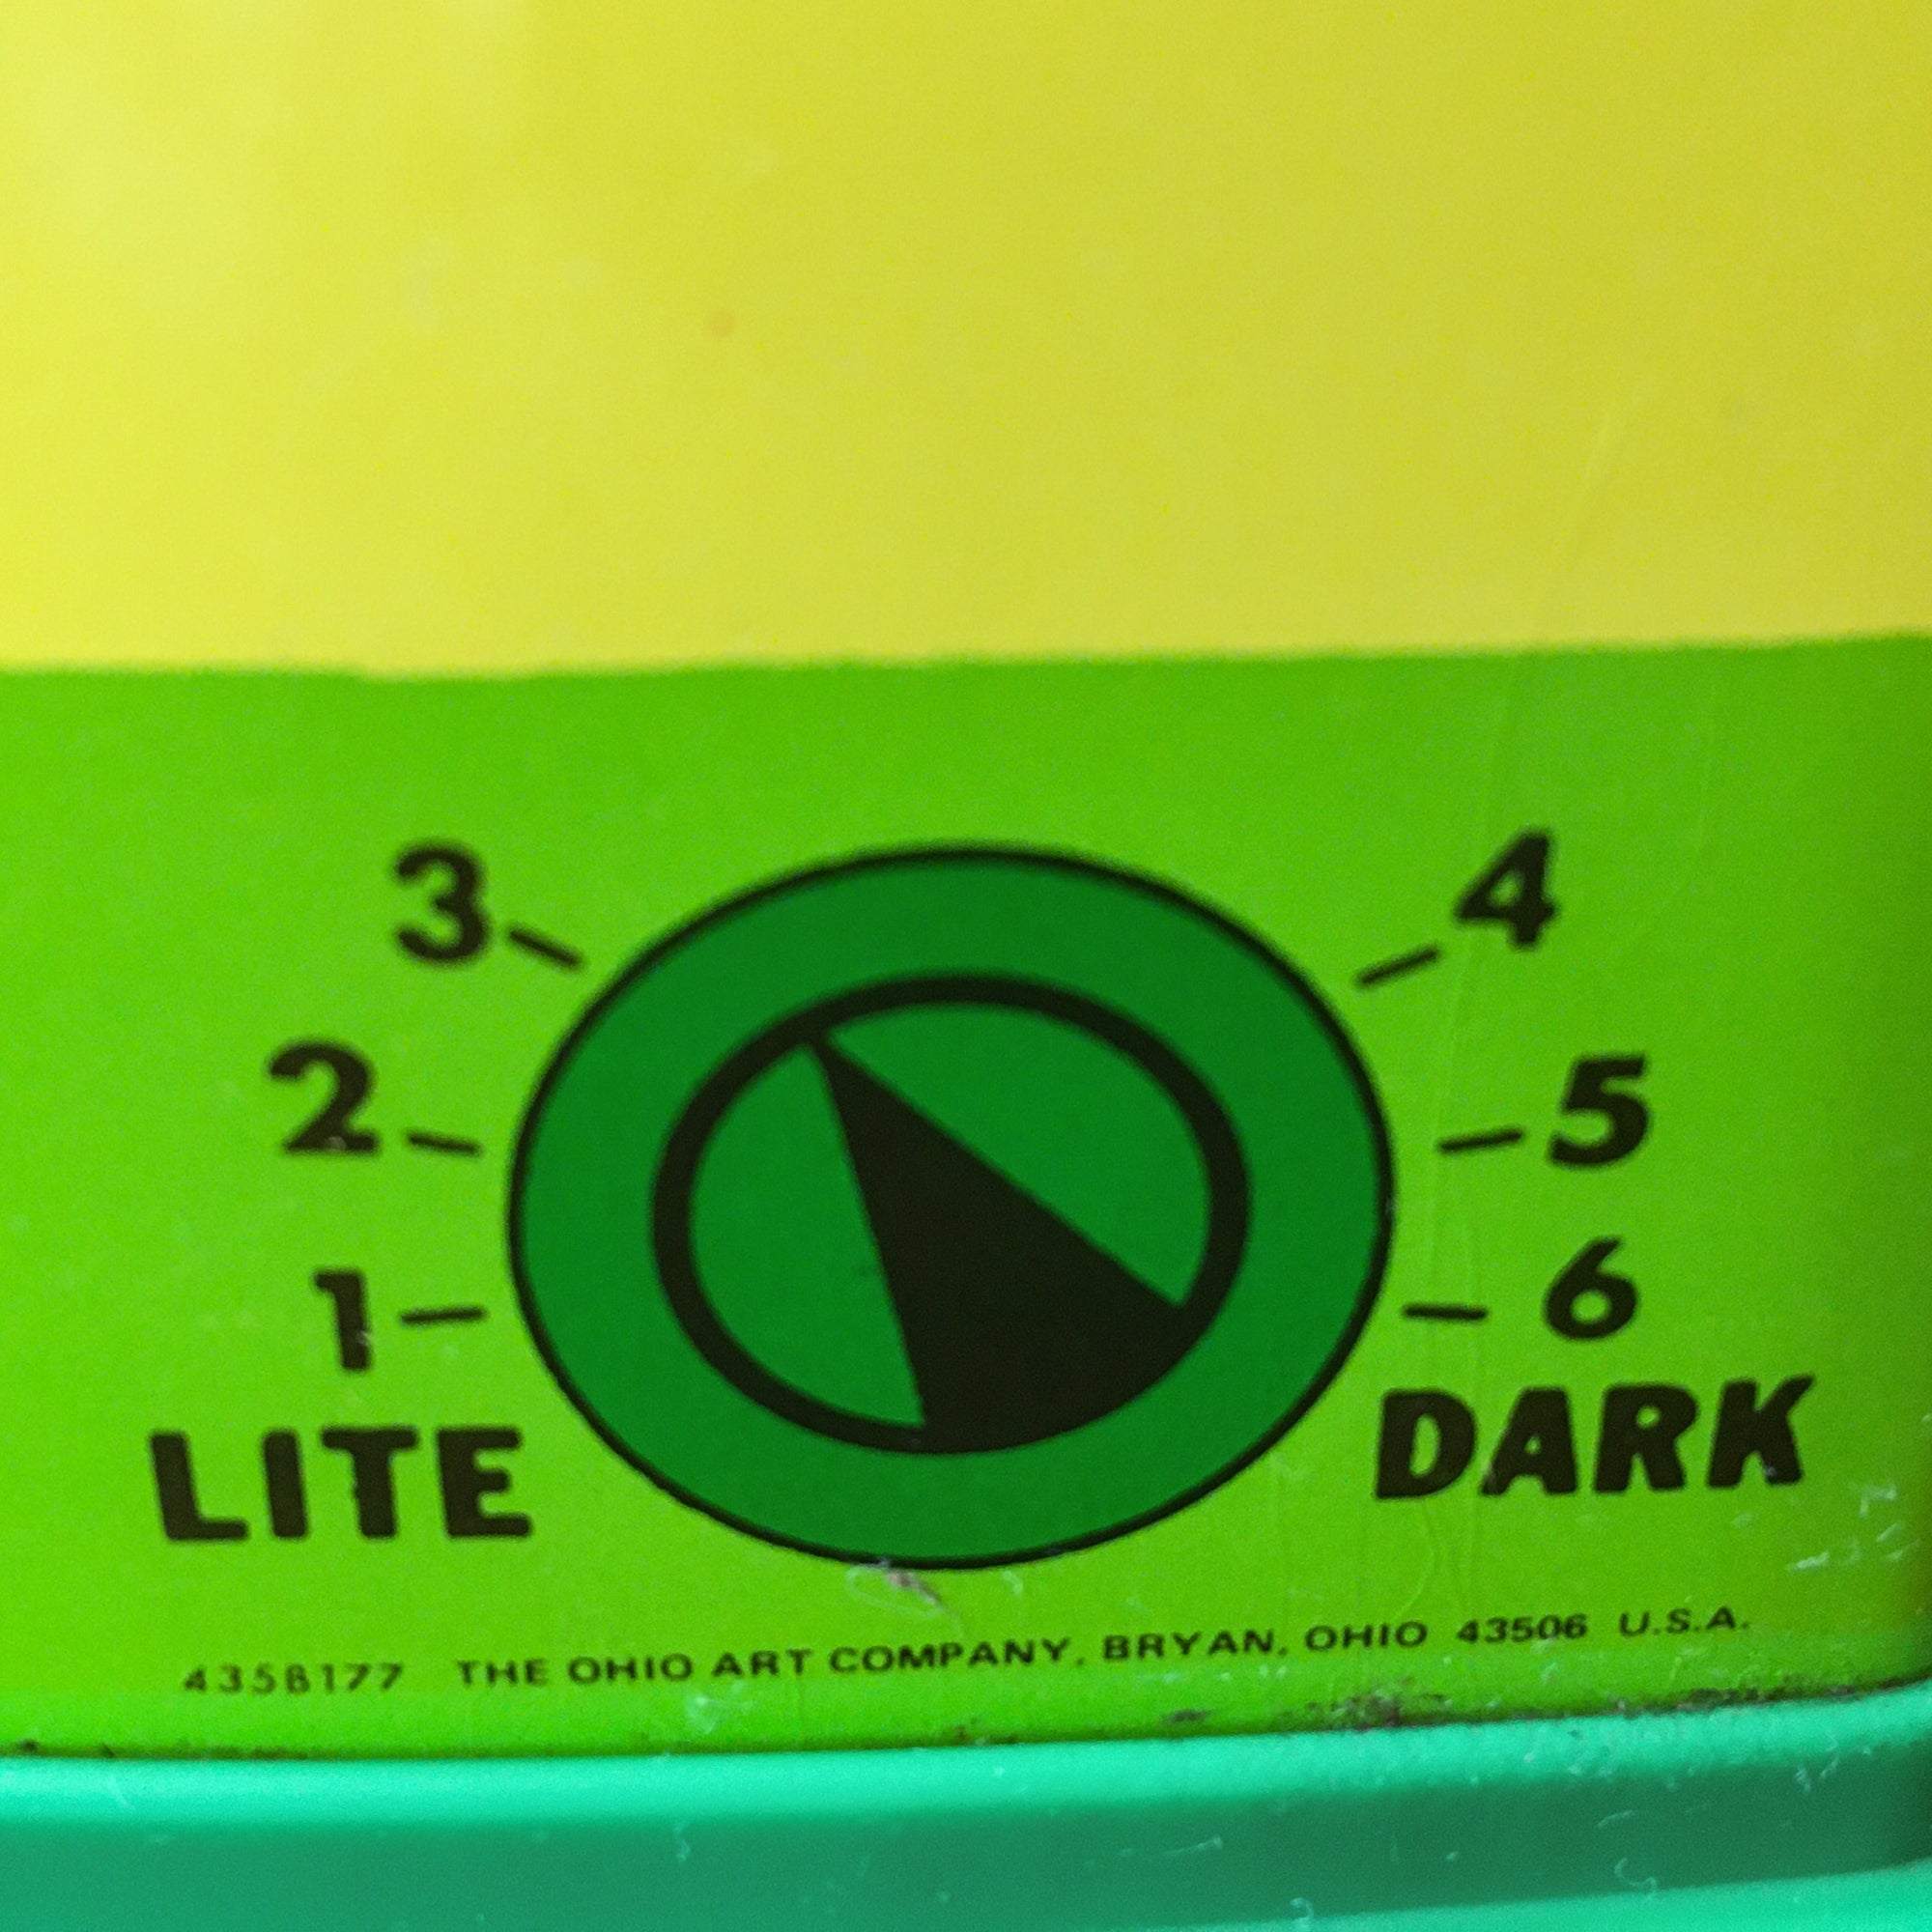 3 4
2 5
1 6
LITE DARK
4358177 THE OHIO ART COMPANY, BRYAN, OHIO 43506 U.S.A.